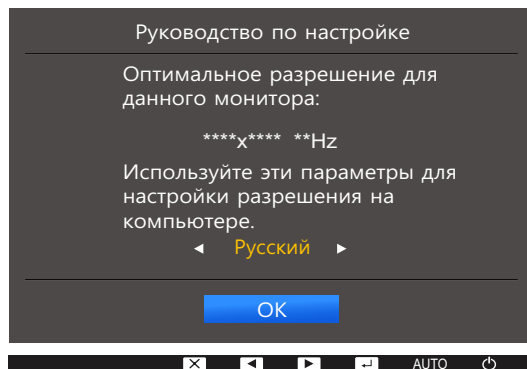 Руководство по настройке
Оптимальное разрешение для
данного монитора:
****x**** **Hz
Используйте эти параметры для
настройки разрешения на
компьютере.
Русский
OK
AUTO